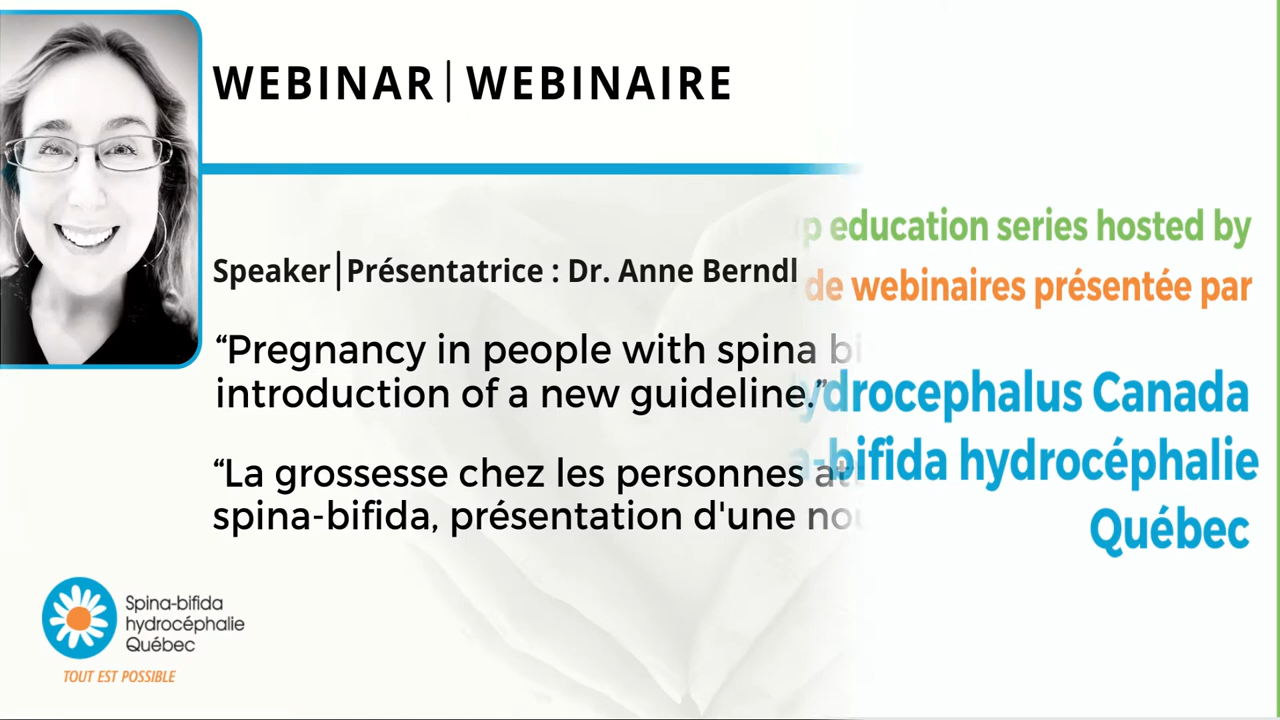 WEBINAR|WEBINAIRE
Speaker|Présentatrice : Dr. Anne Berndl
“Pregnancy in people with spina
introduction of a new guideline.”
“La grossesse chez les personnes
spina-bifida, présentation d'une
education series hosted by
de webinaires présentée par
Canada
hydrocéphalie
Québec
Spina-bifida
hydrocéphalie
Québec
TOUT EST POSSIBLE